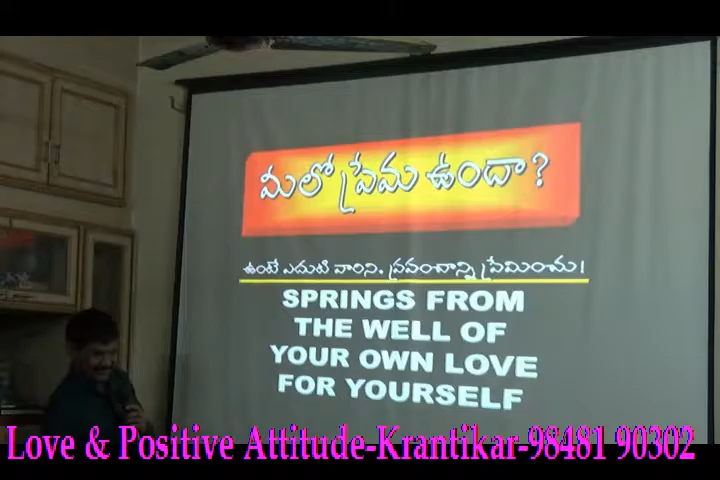 మీలో ప్రేమ ఉందా?
ఉంటే ఎదుటి వారిని, ప్రపంచాన్ని ప్రేమించు!
SPRINGS FROM
THE WELL OF
YOUR OWN LOVE
FOR YOURSELF
Love & Positive Attitude-Krantikar-98481 90302